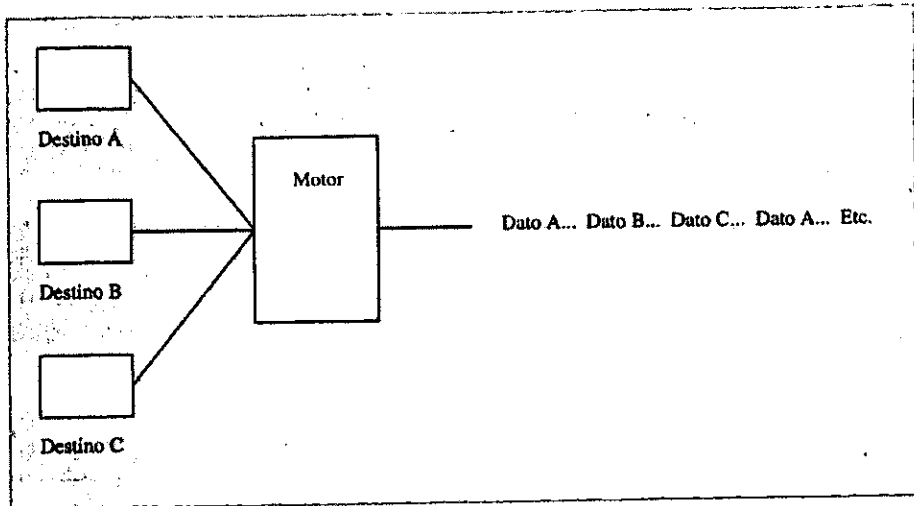 Destino A
Motor
Dato A... Dato B... Dato C... Dato A... Etc.
Destino B
Destino C